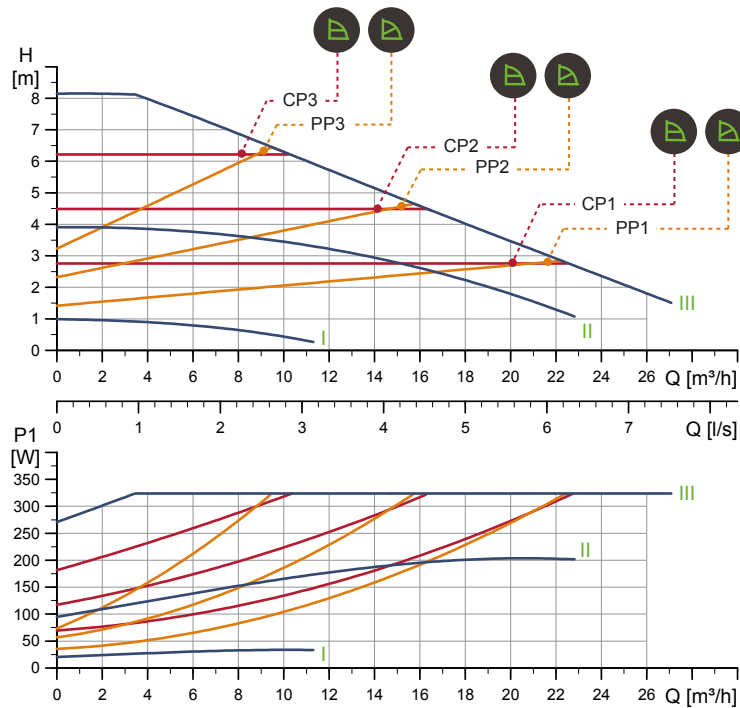 H
[m]
8
7
6
5
4
3
2
1
0
CP3
PP3
CP2
PP2
CP1
PP1
III
II
I
0 2 4 6 8 10 12 14 16 18 20 22 24 26 Q [m³/h]
0 1 2 3 4 5 6 7 Q [l/s]
P1
[W]
350
300
250
200
150
100
50
0
III
II
I
0 2 4 6 8 10 12 14 16 18 20 22 24 26 Q [m³/h]